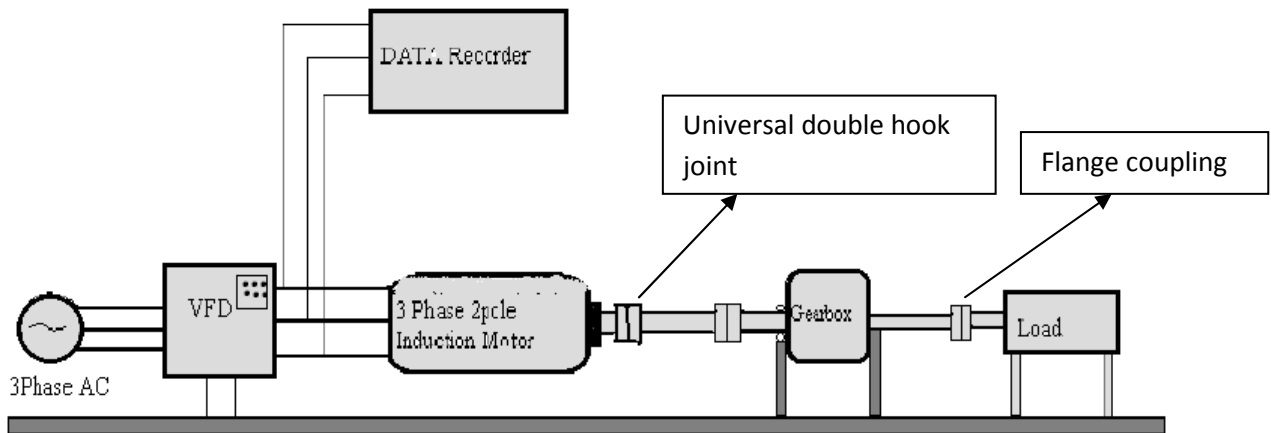 DATA Recorder
Universal double hook
joint
Flange coupling
VFD
3 Phase 2pole
Induction Motor
Gearbox
Load
3Phase AC